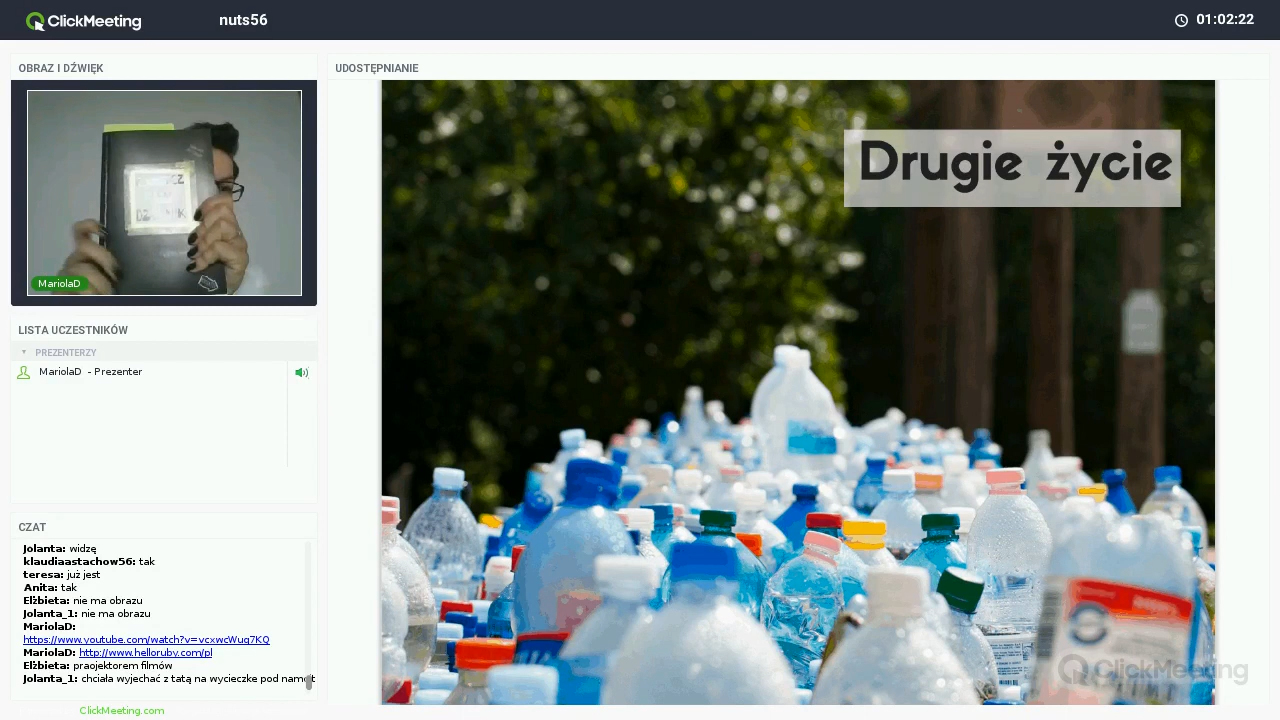 ClickMeeting
nuts56
01:02:22
OBRAZ I DŹWIĘK
MariolaD
LISTA UCZESTNIKÓW
PREZENTERZY
MariolaD - Prezenter
CZAT
Jolanta: widzę
klaudiaastachow56: tak
teresa: już jest
Anita: tak
Elżbieta: nie ma obrazu
Jolanta_1: nie ma obrazu
MariolaD:
https://www.youtube.com/watch?v=vcxwcWuq7KQ
MariolaD: http://www.helloruby.com/pl
Elżbieta: praojektorem filmów
Jolanta_1: chciala wyjechać z tatą na wycieczke pod nami
ClickMeeting.com
UDOSTĘPNIANIE
Drugie życie
ClickMeeting